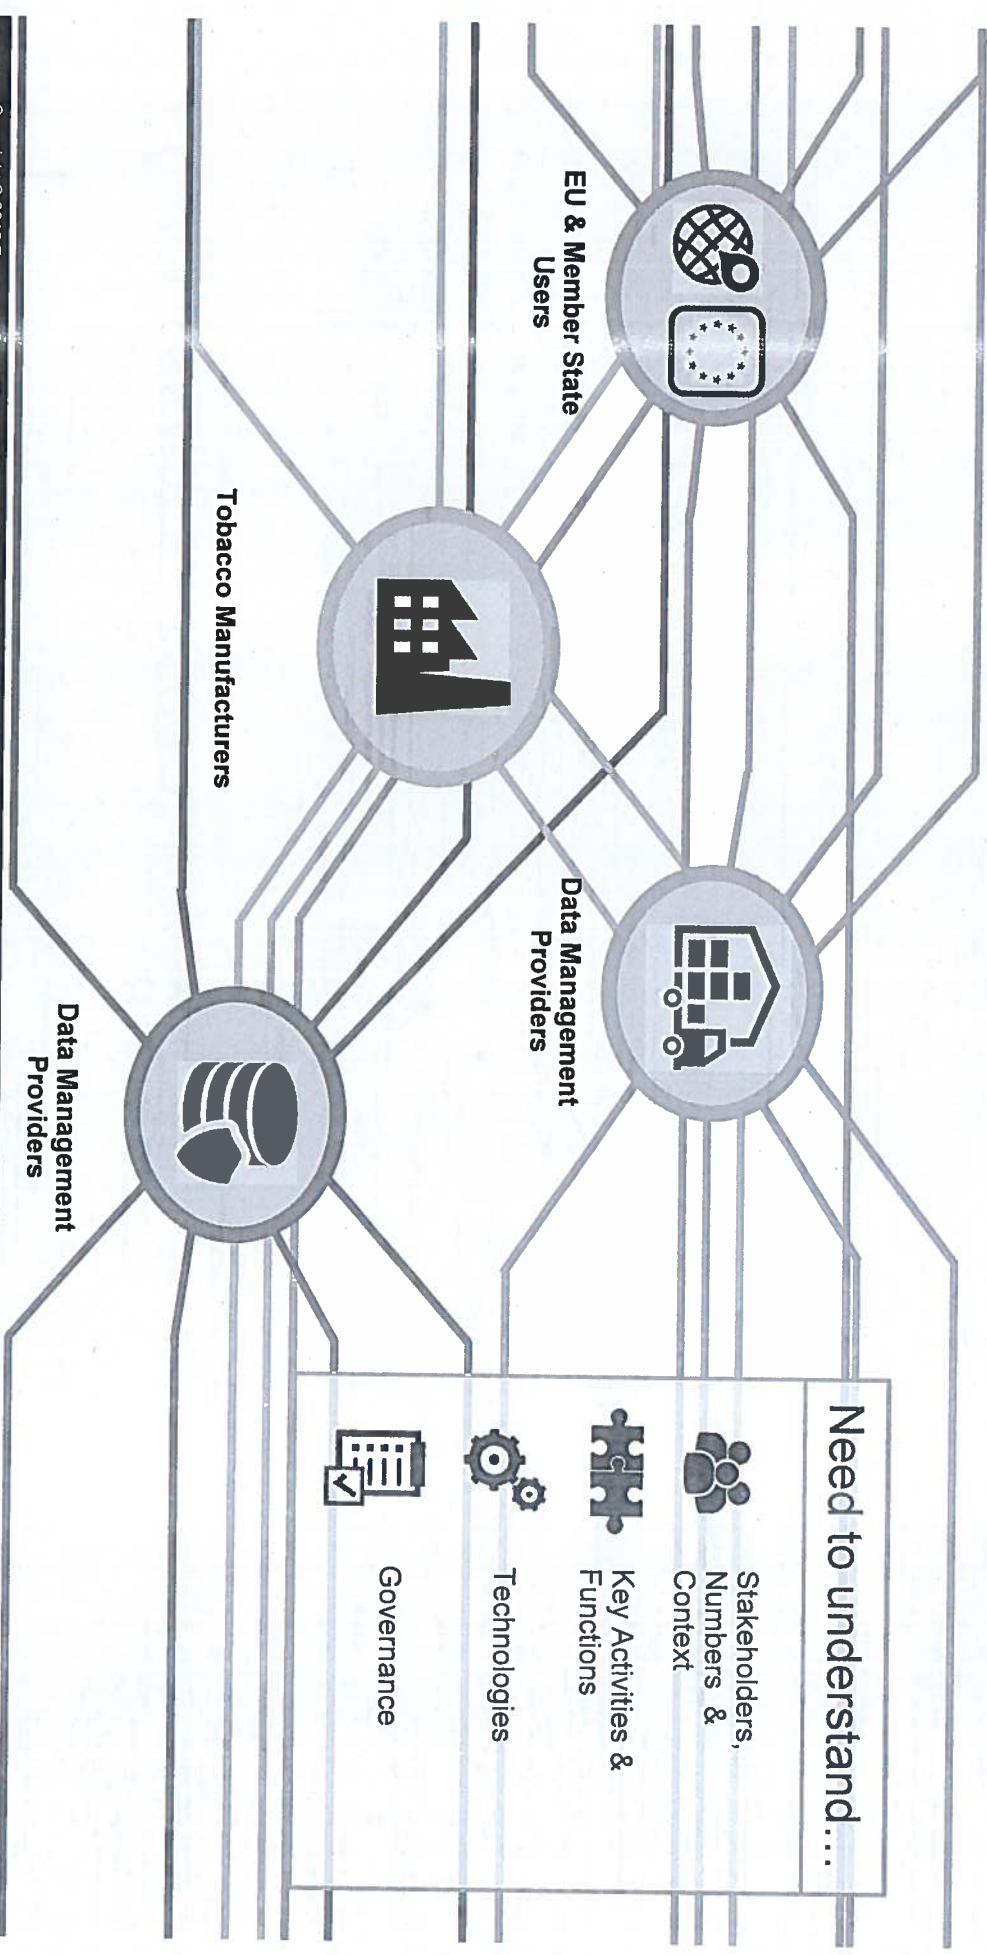 Need to understand...
Stakeholders,
Numbers &
Context
Key Activities &
Functions
Technologies
Governance
EU & Member State
Users
Data Management
Providers
Tobacco Manufacturers
Data Management
Providers